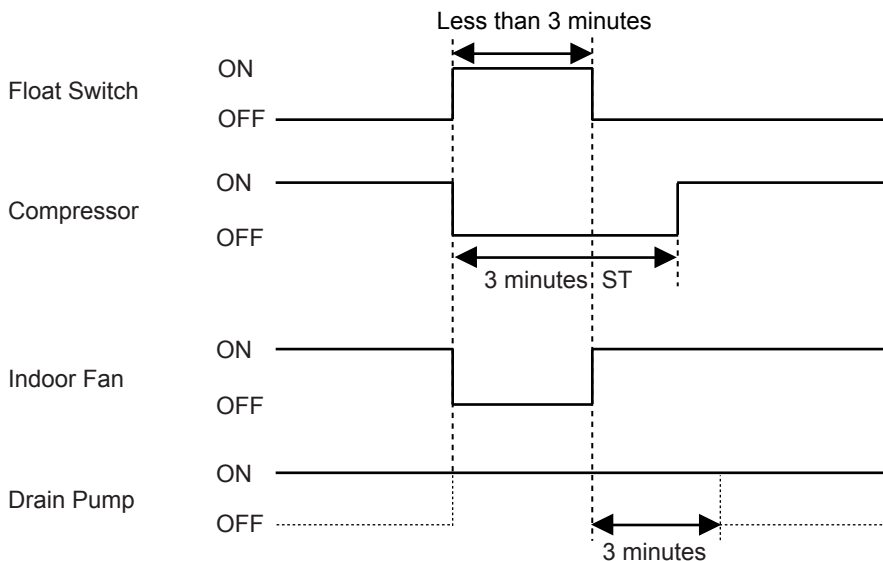 Less than 3 minutes
Float Switch
ON
OFF
Compressor
ON
OFF
3 minutes ST
Indoor Fan
ON
OFF
Drain Pump
ON
OFF
3 minutes